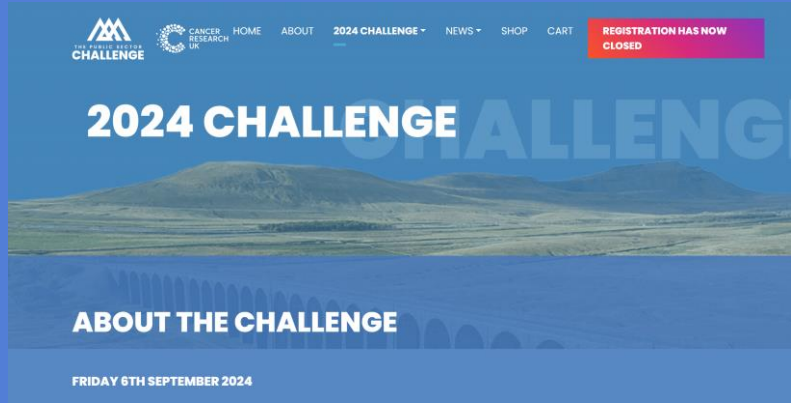 THE PUBLIC SECTOR
CHALLENGE
CANCER
RESEARCH
UK
HOME ABOUT 2024 CHALLENGE NEWS SHOP CART
REGISTRATION HAS NOW
CLOSED
2024 CHALLENGE
CHALLENGE
ABOUT THE CHALLENGE
FRIDAY 6TH SEPTEMBER 2024